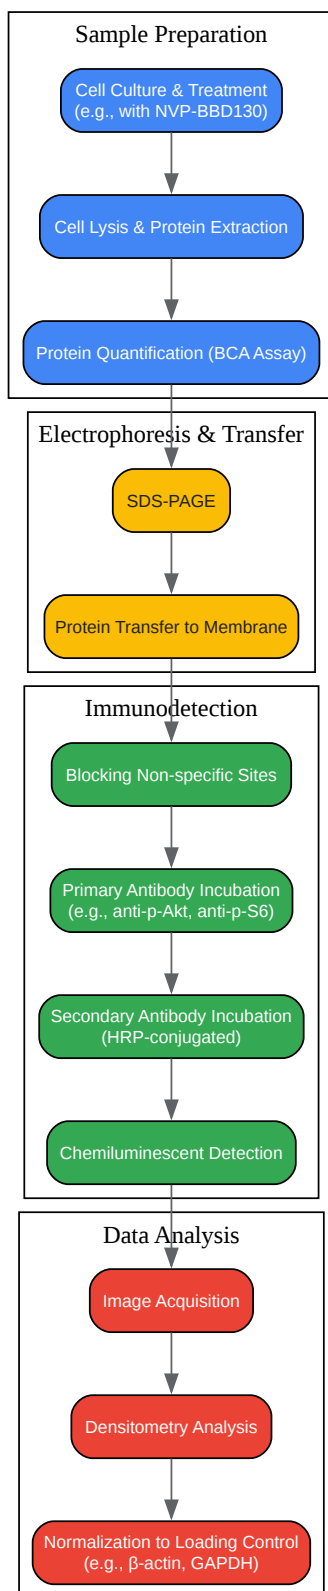 Sample Preparation
Cell Culture & Treatment
(e.g., with NVP-BBD130)
Cell Lysis & Protein Extraction
Protein Quantification (BCA Assay)
Electrophoresis & Transfer
SDS-PAGE
Protein Transfer to Membrane
Immunodetection
Blocking Non-specific Sites
Primary Antibody Incubation
(e.g., anti-p-Akt, anti-p-S6)
Secondary Antibody Incubation
(HRP-conjugated)
Chemiluminescent Detection
Data Analysis
Image Acquisition
Densitometry Analysis
Normalization to Loading Control
(e.g., β-actin, GAPDH)